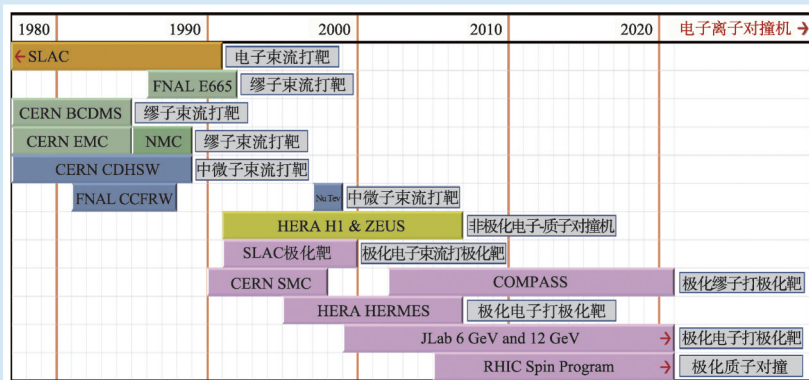 1980 1990 2000 2010 2020 电子离子对撞机 →
← SLAC 电子束流打靶
FNAL E665 缪子束流打靶
CERN BCDMS 缪子束流打靶
CERN EMC NMC 缪子束流打靶
CERN CDHSW 中微子束流打靶
FNAL CCFRW NuTev 中微子束流打靶
HERA H1 & ZEUS 非极化电子-质子对撞机
SLAC极化靶 极化电子束流打极化靶
CERN SMC COMPASS 极化缪子打极化靶
HERA HERMES 极化电子打极化靶
JLab 6 GeV and 12 GeV → 极化电子打极化靶
RHIC Spin Program → 极化质子对撞